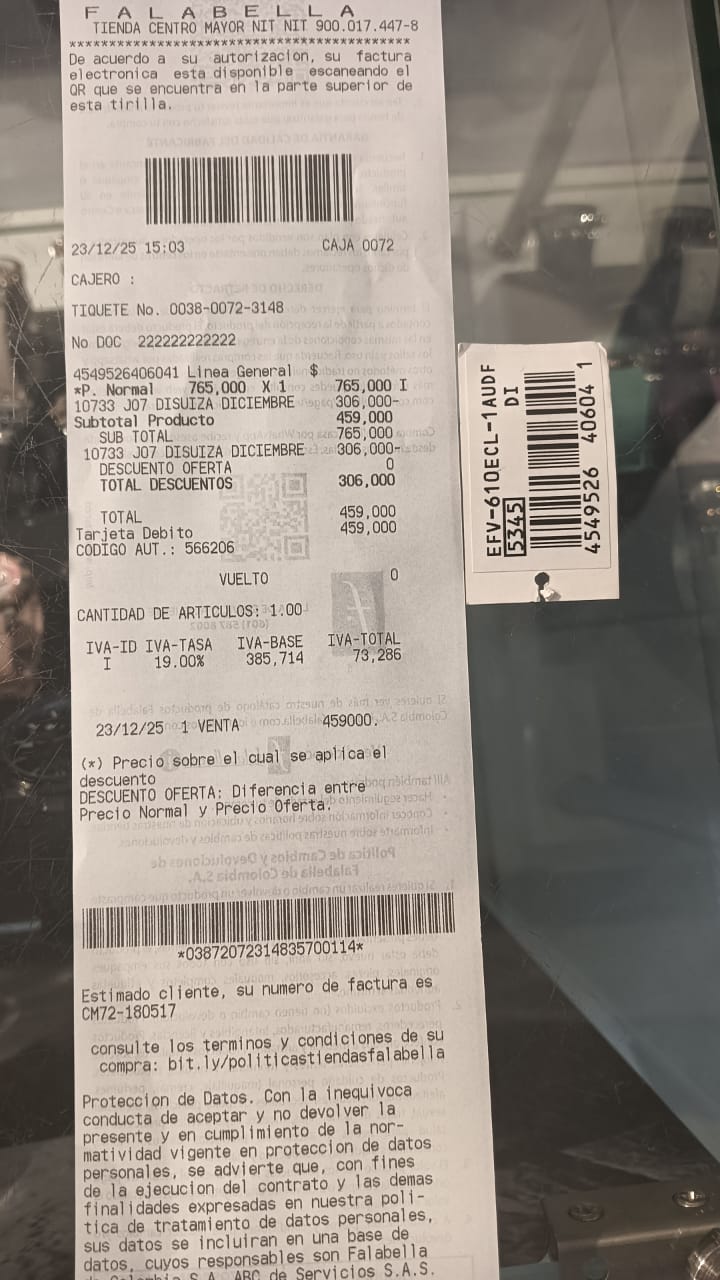 F A L A B E L L A
TIENDA CENTRO MAYOR NIT NIT 900.017.447-8
******************************************
De acuerdo a su autorizacion, su factura
electronica esta disponible escaneando el
QR que se encuentra en la parte superior de
esta tirilla.
23/12/25 15:03 CAJA 0072
CAJERO :
TIQUETE No. 0038-0072-3148
No DOC 222222222222
4549526406041 Linea General $
*P. Normal 765,000 X 1 765,000 I
10733 J07 DISUIZA DICIEMBRE 306,000-
Subtotal Producto 459,000
SUB TOTAL 765,000
10733 J07 DISUIZA DICIEMBRE 306,000-
DESCUENTO OFERTA 0
TOTAL DESCUENTOS 306,000
TOTAL 459,000
Tarjeta Debito 459,000
CODIGO AUT.: 566206
VUELTO 0
CANTIDAD DE ARTICULOS: 1.00
IVA-ID IVA-TASA IVA-BASE IVA-TOTAL
I 19.00% 385,714 73,286
23/12/25 1 VENTA 459000.
(*) Precio sobre el cual se aplica el
descuento
DESCUENTO OFERTA: Diferencia entre
Precio Normal y Precio Oferta.
*03872072314835700114*
Estimado cliente, su numero de factura es
CM72-180517
consulte los terminos y condiciones de su
compra: bit.ly/politicastiendasfalabella
Proteccion de Datos. Con la inequivoca
conducta de aceptar y no devolver la
presente y en cumplimiento de la nor-
matividad vigente en proteccion de datos
personales, se advierte que, con fines
de la ejecucion del contrato y las demas
finalidades expresadas en nuestra poli-
tica de tratamiento de datos personales,
sus datos se incluiran en una base de
datos, cuyos responsables son Falabella
de Colombia S.A. ABC de Servicios S.A.S.
EFV-610ECL-1AUDF
DI
5345
4549526 406041